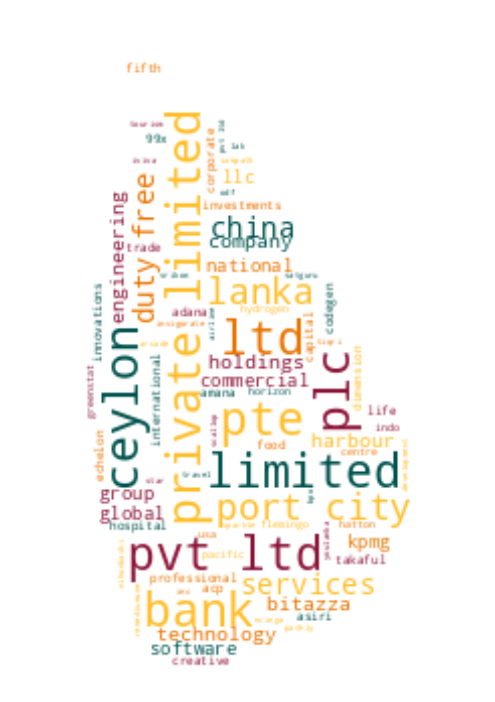 fifth
tourism
99x
private limited
corporate
duty free
llc
engineering
investments
china
company
trade
national
lanka
hydrogen
innovations
codegen
adana
ltd
capital
ceylon
holdings
plc
dimension
commercial
international
amana
horizon
greenstat
pte
life
indo
food
harbour
centre
echelon
limited
travel
star
group
port city
global
hospital
flemingo
hatton
usa
pvt ltd
kpmg
pacific
takaful
professional
acp
services
bank
bitazza
asiri
technology
software
creative